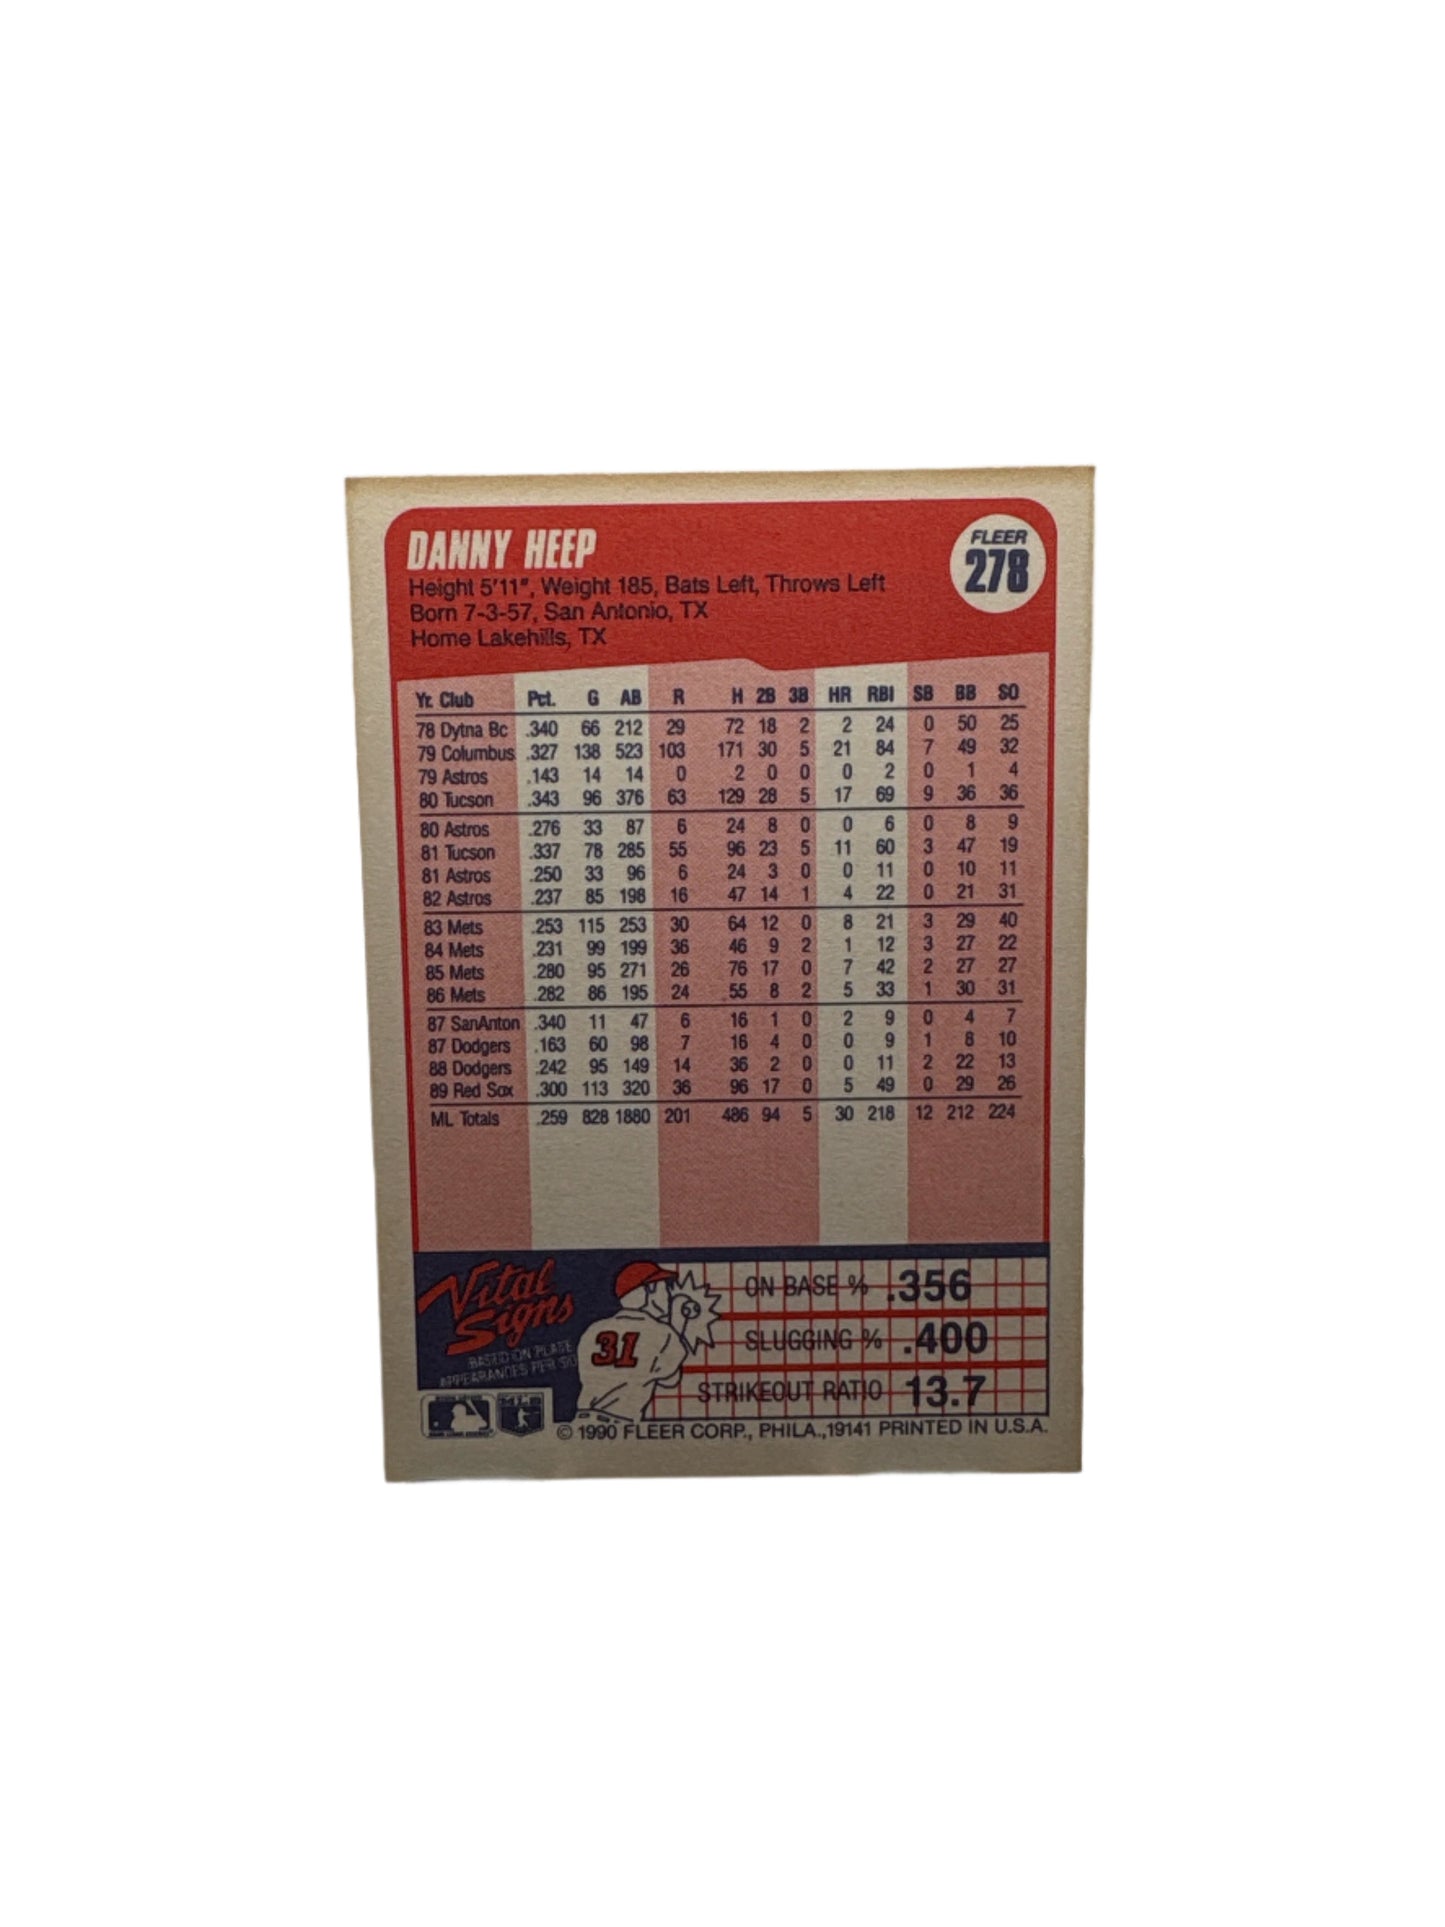 DANNY HEEP
FLEER
278
Height 5'11", Weight 185, Bats Left, Throws Left
Born 7-3-57, San Antonio, TX
Home Lakehills, TX
Yr. Club Pct. G AB R H 2B 3B HR RBI SB BB SO
78 Dytna Bc .340 66 212 29 72 18 2 2 24 0 50 25
79 Columbus .327 138 523 103 171 30 5 21 84 7 49 32
79 Astros .143 14 14 0 2 0 0 0 2 0 1 4
80 Tucson .343 96 376 63 129 28 5 17 69 9 36 36
80 Astros .276 33 87 6 24 8 0 0 6 0 8 9
81 Tucson .337 78 285 55 96 23 5 11 60 3 47 19
81 Astros .250 33 96 6 24 3 0 0 11 0 10 11
82 Astros .237 85 198 16 47 14 1 4 22 0 21 31
83 Mets .253 115 253 30 64 12 0 8 21 3 29 40
84 Mets .231 99 199 36 46 9 2 1 12 3 27 22
85 Mets .280 95 271 26 76 17 0 7 42 2 27 27
86 Mets .282 86 195 24 55 8 2 5 33 1 30 31
87 SanAnton .340 11 47 6 16 1 0 2 9 0 4 7
87 Dodgers .163 60 98 7 16 4 0 0 9 1 8 10
88 Dodgers .242 95 149 14 36 2 0 0 11 2 22 13
89 Red Sox .300 113 320 36 96 17 0 5 49 0 29 26
ML Totals .259 828 1880 201 486 94 5 30 218 12 212 224
Vital
Signs
BASED ON PLATE
APPEARANCES PER
31
ON BASE % .356
SLUGGING % .400
STRIKEOUT RATIO 13.7
MLB
© 1990 FLEER CORP., PHILA.,19141 PRINTED IN U.S.A.